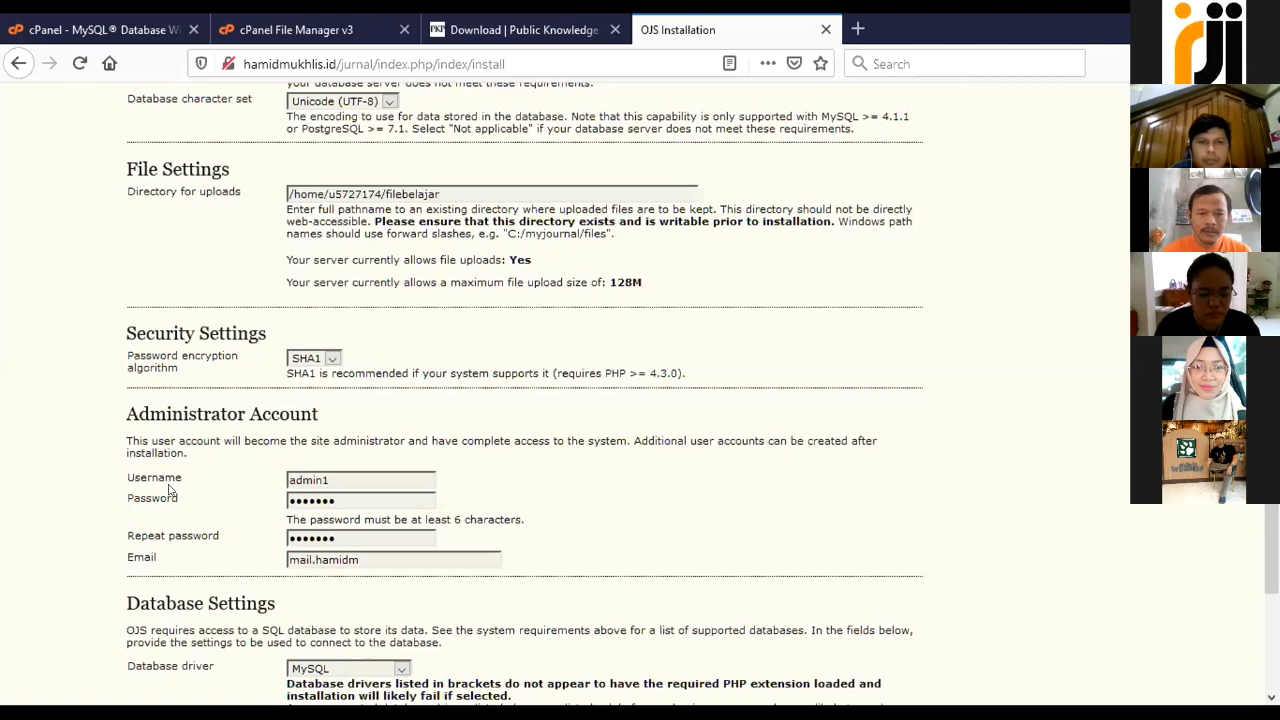 cPanel - MySQL® Database Wi
cPanel File Manager v3
PKP Download | Public Knowledge
OJS Installation
hamidmukhlis.id/jurnal/index.php/index/install
Search
your database server does not meet these requirements.
Database character set
Unicode (UTF-8)
The encoding to use for data stored in the database. Note that this capability is only supported with MySQL >= 4.1.1
or PostgreSQL >= 7.1. Select "Not applicable" if your database server does not meet these requirements.
File Settings
Directory for uploads
/home/u5727174/filebelajar
Enter full pathname to an existing directory where uploaded files are to be kept. This directory should not be directly
web-accessible. Please ensure that this directory exists and is writable prior to installation. Windows path
names should use forward slashes, e.g. "C:/myjournal/files".
Your server currently allows file uploads: Yes
Your server currently allows a maximum file upload size of: 128M
Security Settings
Password encryption
algorithm
SHA1
SHA1 is recommended if your system supports it (requires PHP >= 4.3.0).
Administrator Account
This user account will become the site administrator and have complete access to the system. Additional user accounts can be created after
installation.
Username
admin1
Password
•••••••
The password must be at least 6 characters.
Repeat password
•••••••
Email
mail.hamidm
Database Settings
OJS requires access to a SQL database to store its data. See the system requirements above for a list of supported databases. In the fields below,
provide the settings to be used to connect to the database.
Database driver
MySQL
Database drivers listed in brackets do not appear to have the required PHP extension loaded and
installation will likely fail if selected.
rji